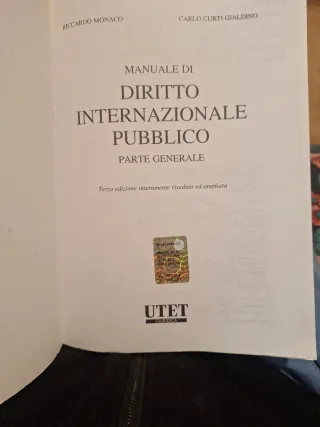 RICCARDO MONACO CARLO CURTI GIALDINO
MANUALE DI
DIRITTO
INTERNAZIONALE
PUBBLICO
PARTE GENERALE
Terza edizione interamente riveduta ed ampliata
UTET
GIURIDICA